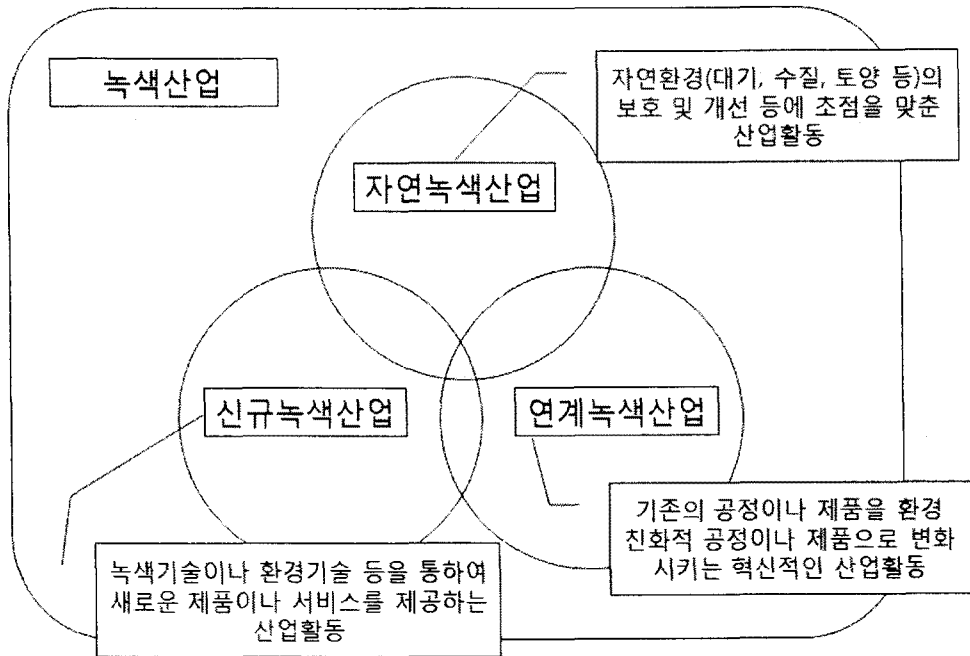 녹색산업
자연환경(대기, 수질, 토양 등)의
보호 및 개선 등에 초점을 맞춘
산업활동
자연녹색산업
신규녹색산업
연계녹색산업
기존의 공정이나 제품을 환경
친화적 공정이나 제품으로 변화
시키는 혁신적인 산업활동
녹색기술이나 환경기술 등을 통하여
새로운 제품이나 서비스를 제공하는
산업활동